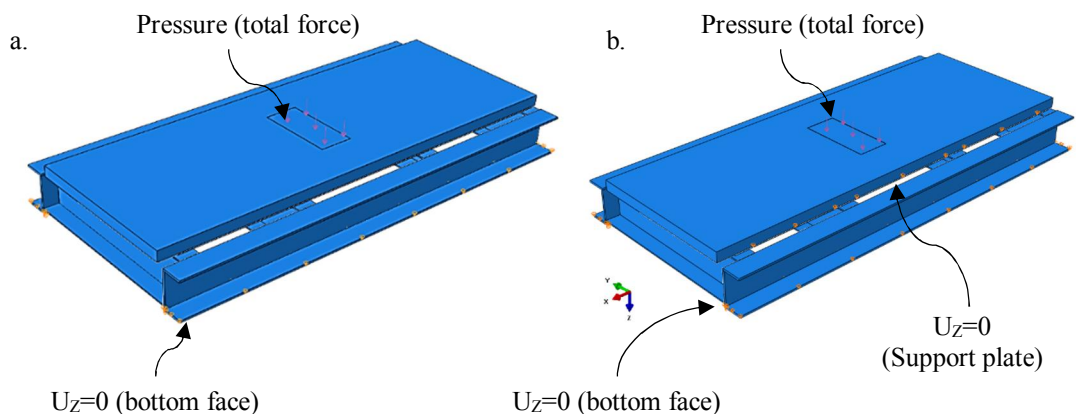 Pressure (total force)
a.
Pressure (total force)
b.
Y
X
Z
UZ=0
(Support plate)
UZ=0 (bottom face)
UZ=0 (bottom face)